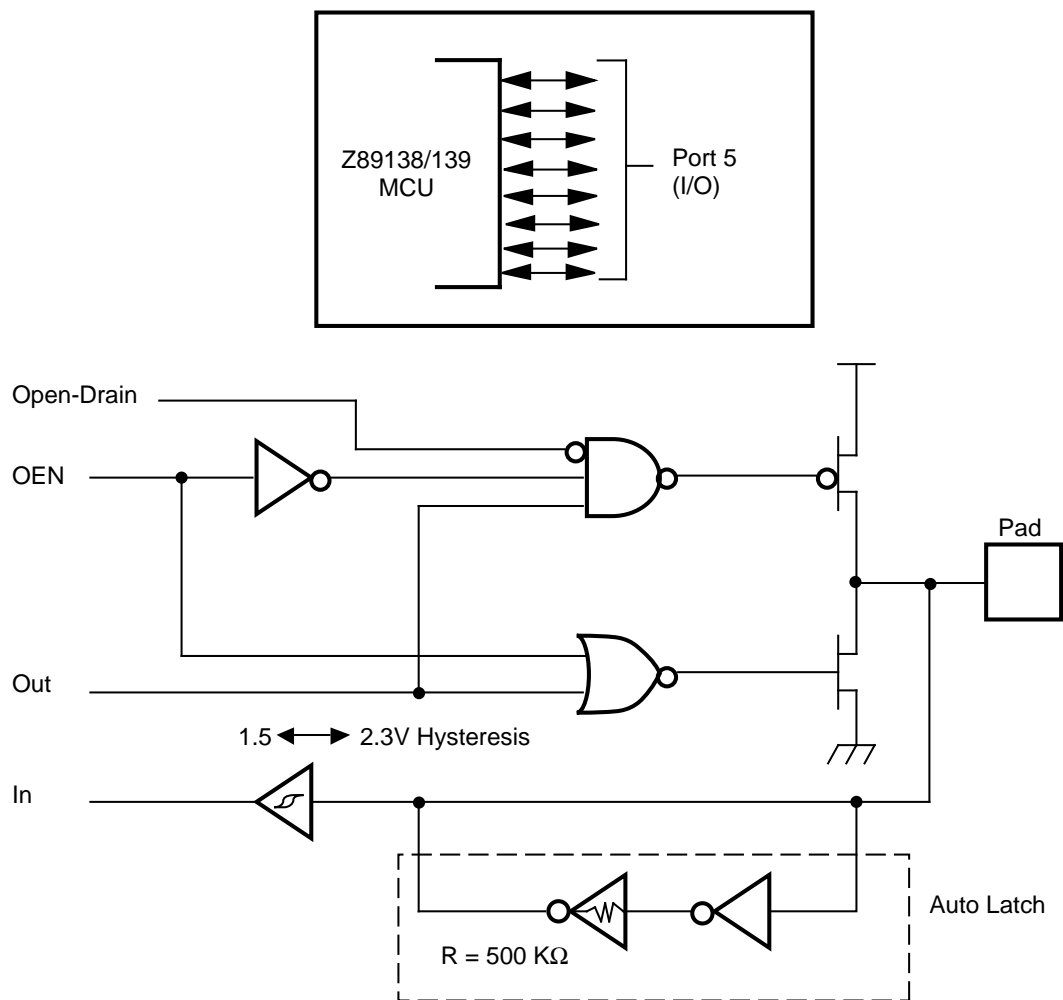 Z89138/139
MCU
Port 5
(I/O)
Open-Drain
OEN
Pad
Out
1.5 2.3V Hysteresis
In
Auto Latch
R = 500 KΩ